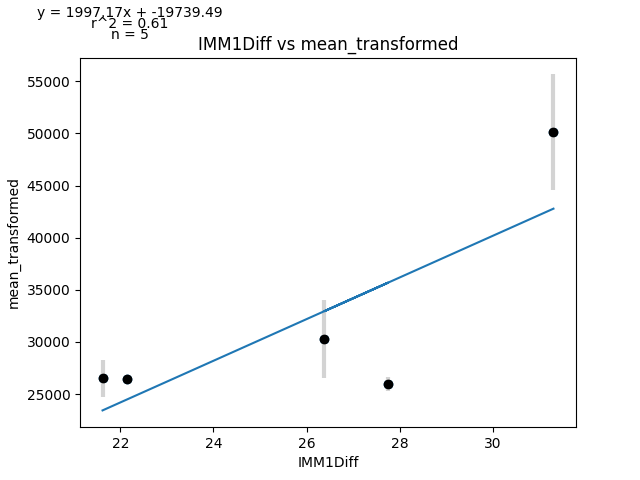 y = 1997.17x + -19739.49
r^2 = 0.61
n = 5
IMM1Diff vs mean_transformed
55000
50000
45000
40000
35000
30000
25000
mean_transformed
22
24
26
28
30
IMM1Diff